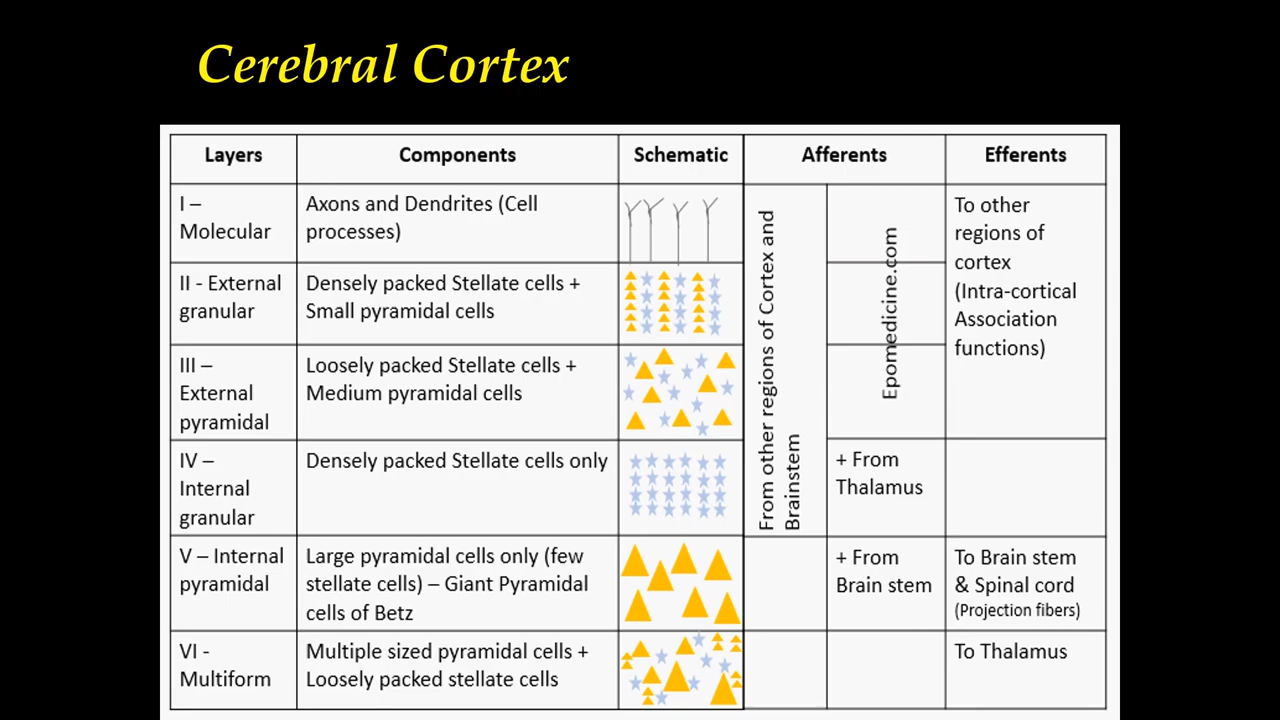 Cerebral Cortex
Layers
Components
Schematic
Afferents
Efferents
I –
Molecular
Axons and Dendrites (Cell
processes)
From other regions of Cortex and
Brainstem
Epomedicine.com
To other
regions of
cortex
(Intra-cortical
Association
functions)
II - External
granular
Densely packed Stellate cells +
Small pyramidal cells
III –
External
pyramidal
Loosely packed Stellate cells +
Medium pyramidal cells
IV –
Internal
granular
Densely packed Stellate cells only
+ From
Thalamus
V – Internal
pyramidal
Large pyramidal cells only (few
stellate cells) – Giant Pyramidal
cells of Betz
+ From
Brain stem
To Brain stem
& Spinal cord
(Projection fibers)
VI -
Multiform
Multiple sized pyramidal cells +
Loosely packed stellate cells
To Thalamus